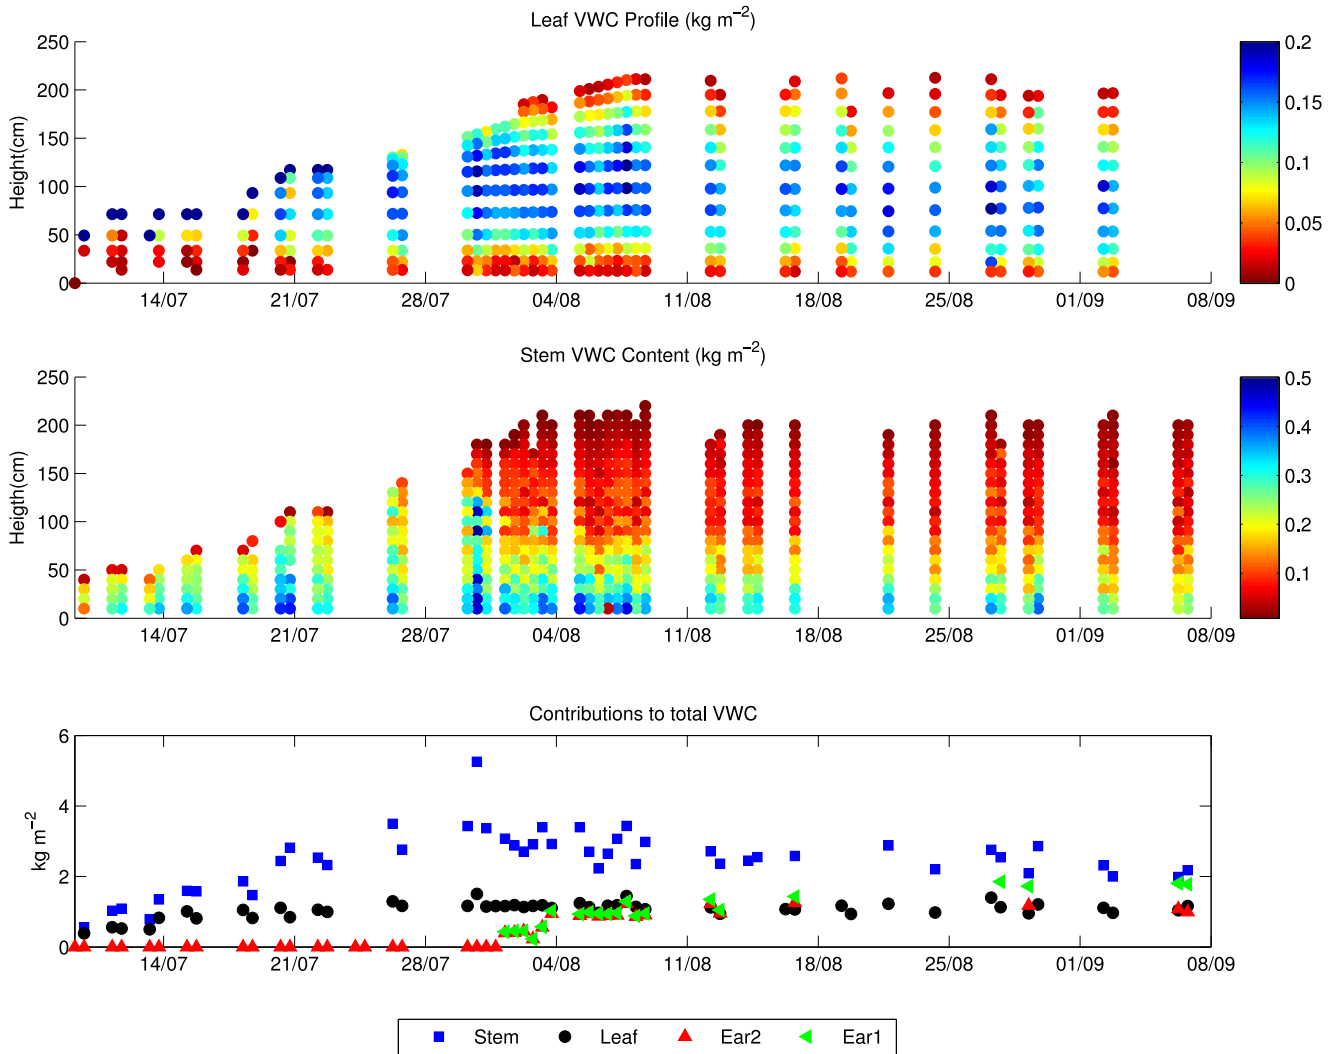 Leaf VWC Profile (kg m⁻²)
250
200
150
100
50
0
Height(cm)
14/07 21/07 28/07 04/08 11/08 18/08 25/08 01/09 08/09
0.2
0.15
0.1
0.05
0
Stem VWC Content (kg m⁻²)
250
200
150
100
50
0
Height(cm)
14/07 21/07 28/07 04/08 11/08 18/08 25/08 01/09 08/09
0.5
0.4
0.3
0.2
0.1
Contributions to total VWC
6
4
2
0
kg m⁻²
14/07 21/07 28/07 04/08 11/08 18/08 25/08 01/09 08/09
Stem Leaf Ear2 Ear1